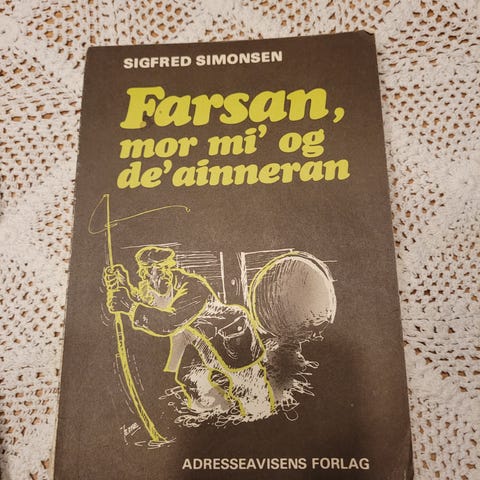 SIGFRED SIMONSEN
Farsan,
mor mi' og
de'ainneran
ADRESSEAVISENS FORLAG